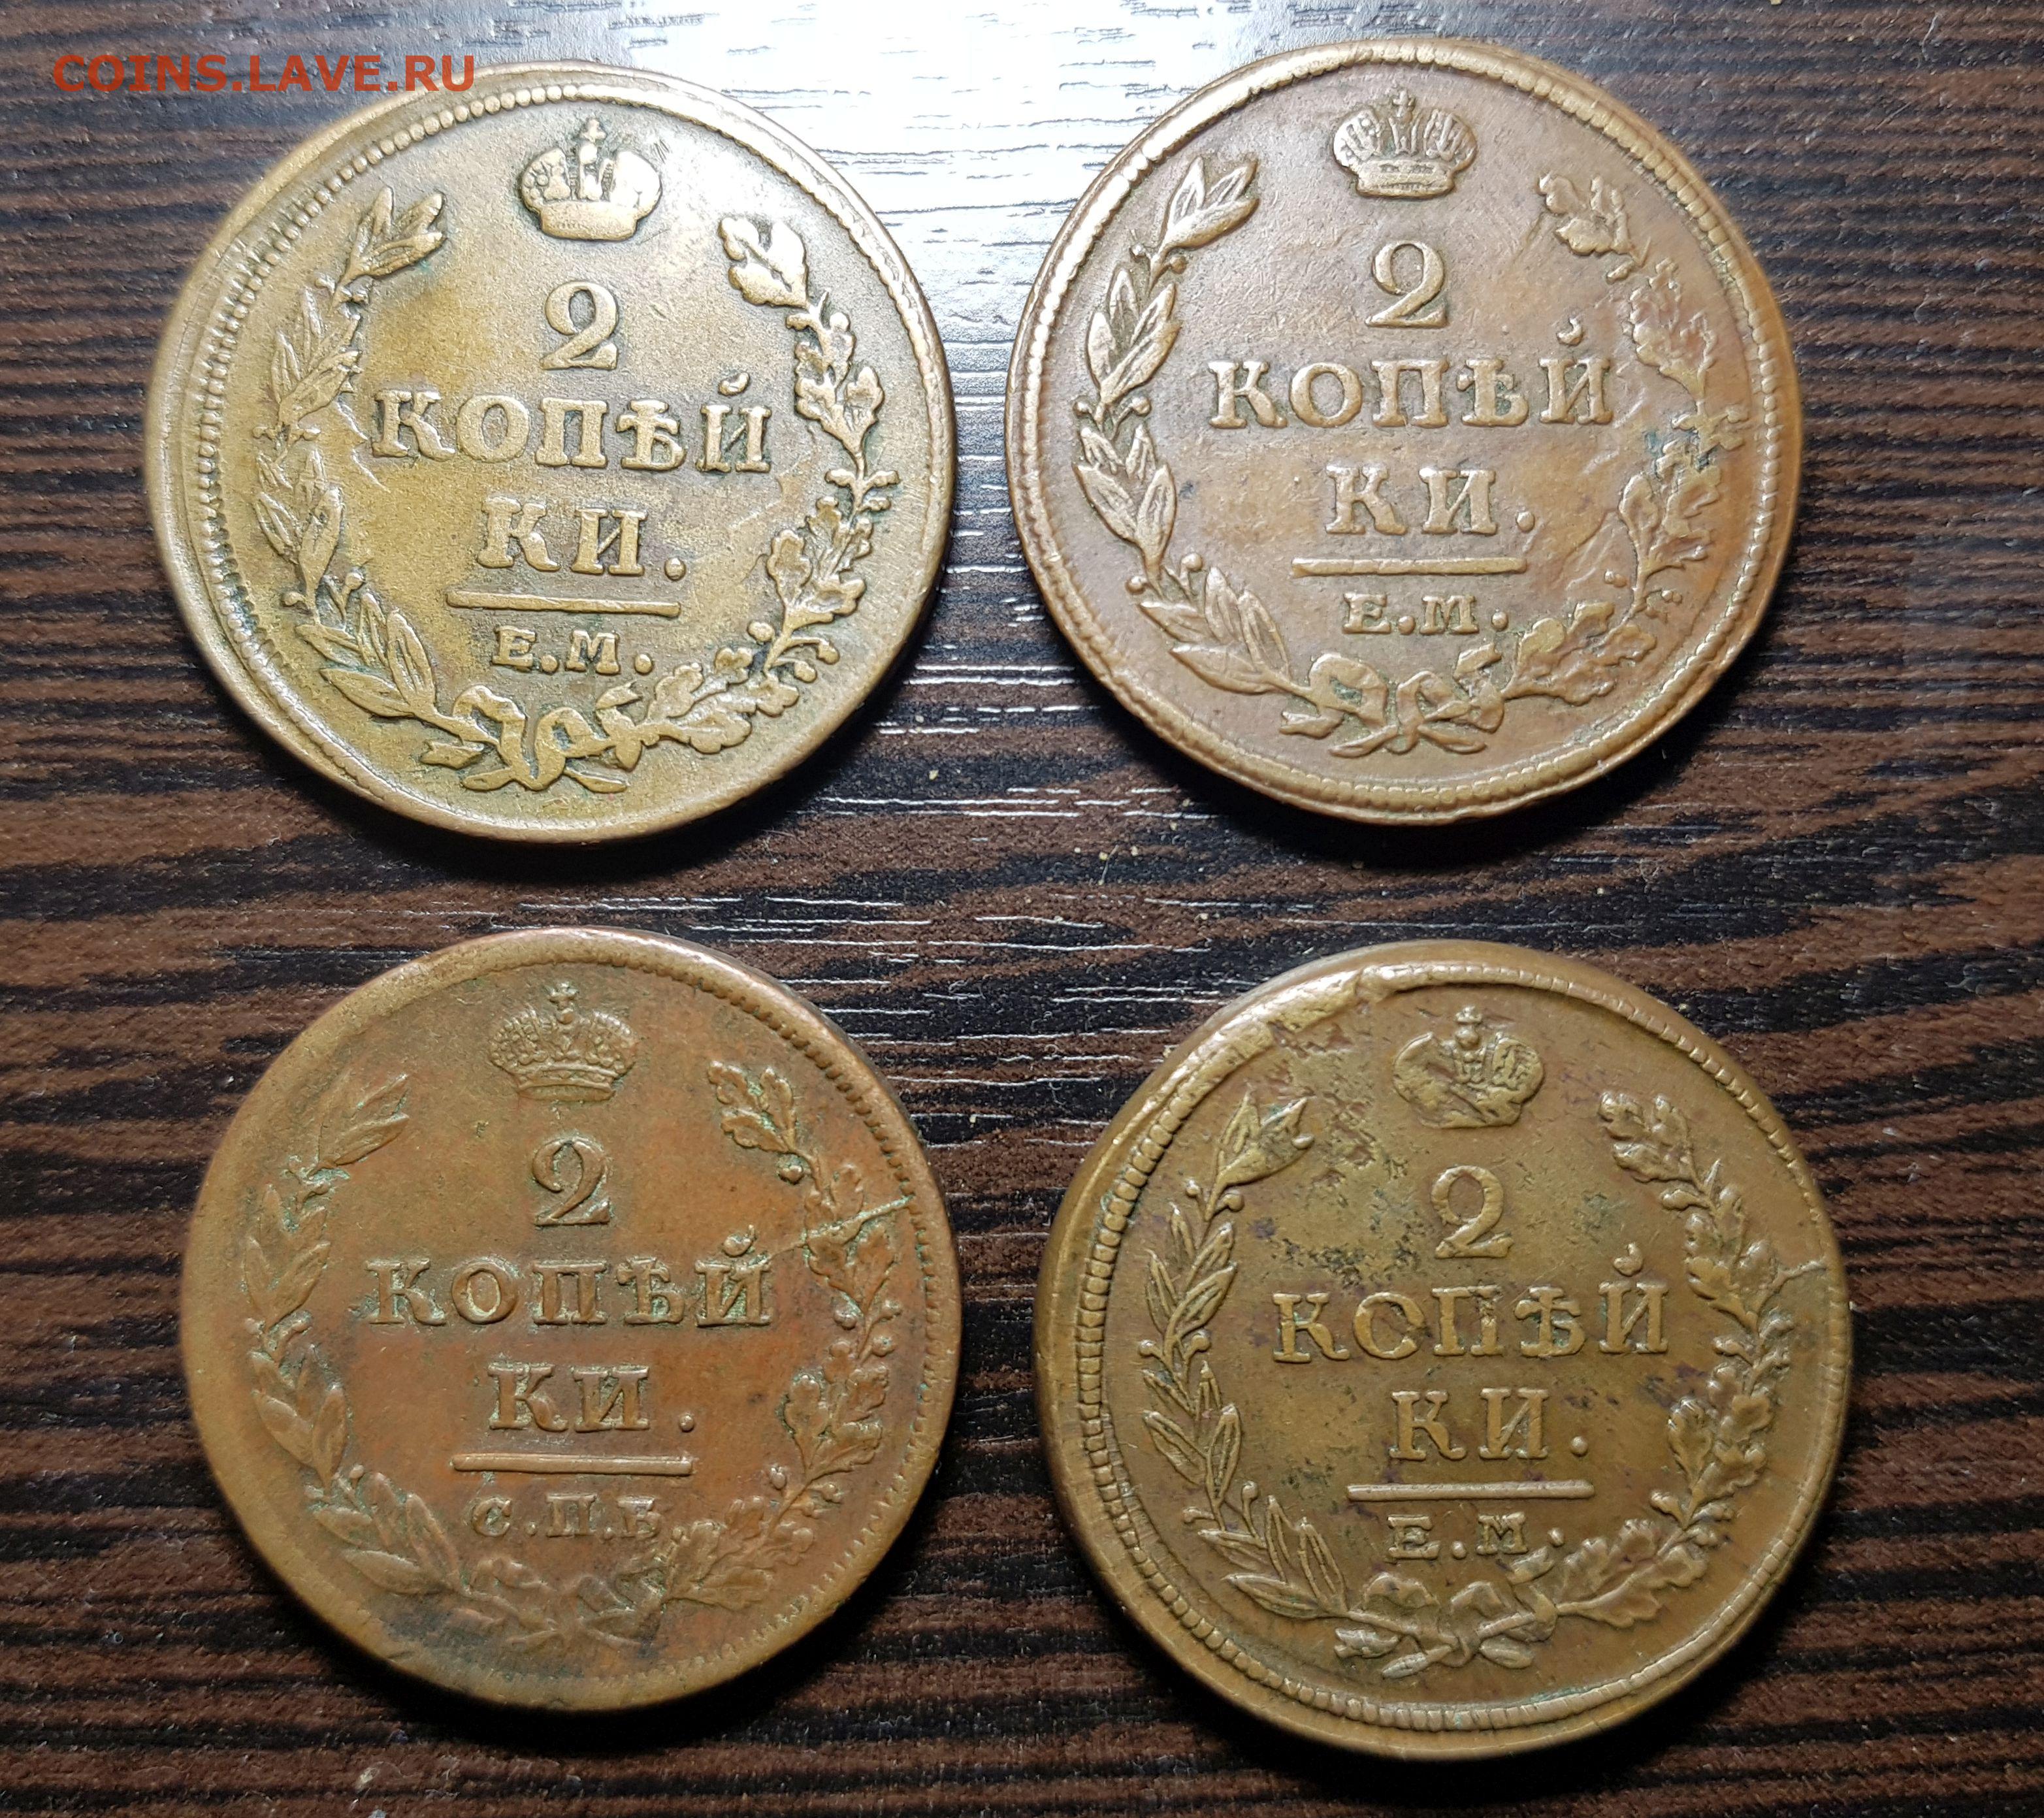 COINS.LAVE.RU
2
КОПѢЙ
КИ.
Е.М.
2
КОПѢЙ
КИ.
Е.М.
2
КОПѢЙ
КИ.
С.П.Б.
2
КОПѢЙ
КИ.
Е.М.